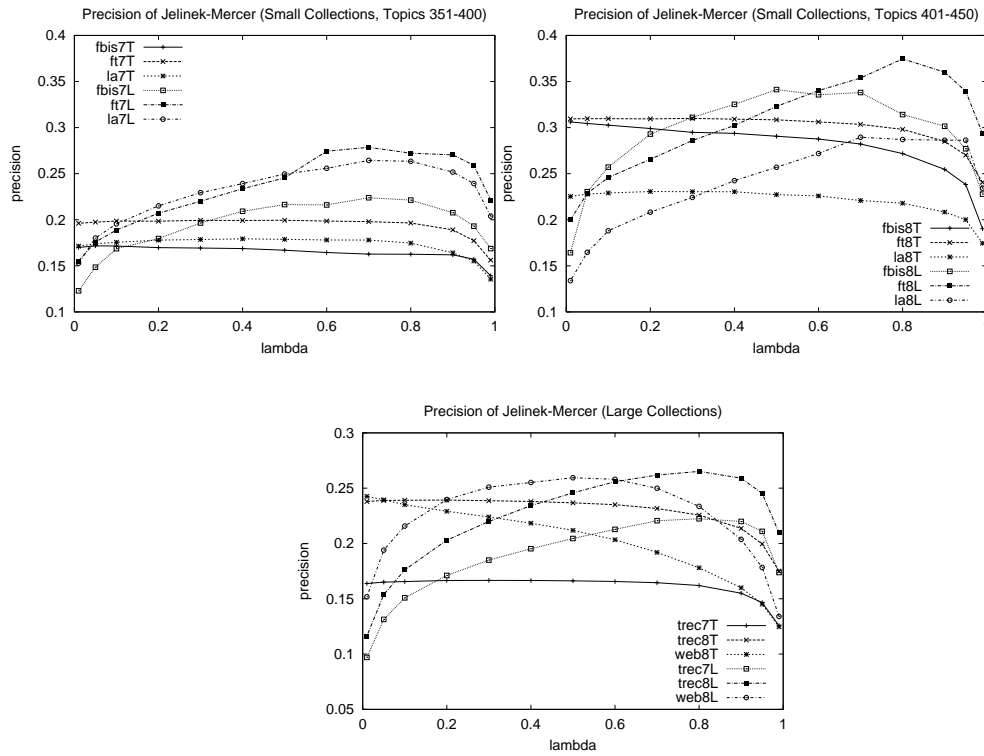 Precision of Jelinek-Mercer (Small Collections, Topics 351-400)
0.4
0.35
0.3
0.25
0.2
0.15
0.1
precision
fbis7T
ft7T
la7T
fbis7L
ft7L
la7L
0 0.2 0.4 0.6 0.8 1
lambda
Precision of Jelinek-Mercer (Small Collections, Topics 401-450)
0.4
0.35
0.3
0.25
0.2
0.15
0.1
precision
fbis8T
ft8T
la8T
fbis8L
ft8L
la8L
0 0.2 0.4 0.6 0.8
lambda
Precision of Jelinek-Mercer (Large Collections)
0.3
0.25
0.2
0.15
0.1
0.05
precision
trec7T
trec8T
web8T
trec7L
trec8L
web8L
0 0.2 0.4 0.6 0.8 1
lambda